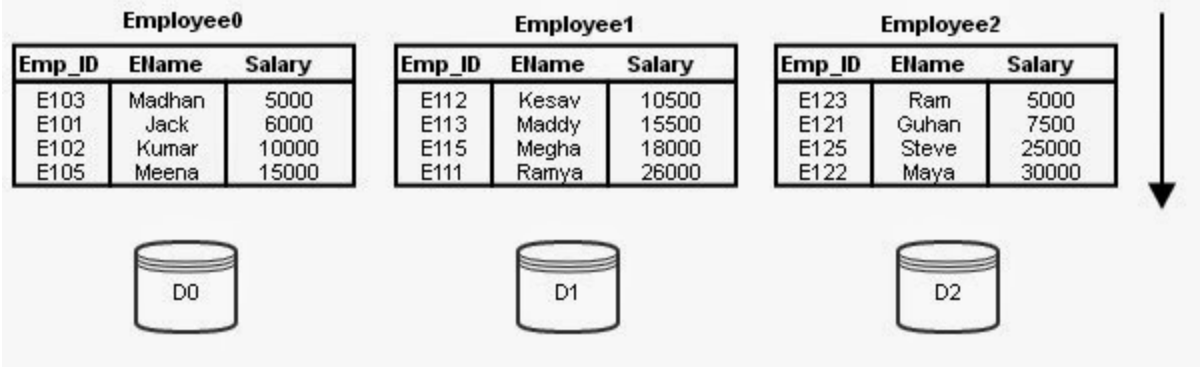 Employee0 Employee1 Employee2
Emp_ID EName Salary Emp_ID EName Salary Emp_ID EName Salary
E103 Madhan 5000 E112 Kesav 10500 E123 Ram 5000
E101 Jack 6000 E113 Maddy 15500 E121 Guhan 7500
E102 Kumar 10000 E115 Megha 18000 E125 Steve 25000
E105 Meena 15000 E111 Ramya 26000 E122 Maya 30000
D0 D1 D2